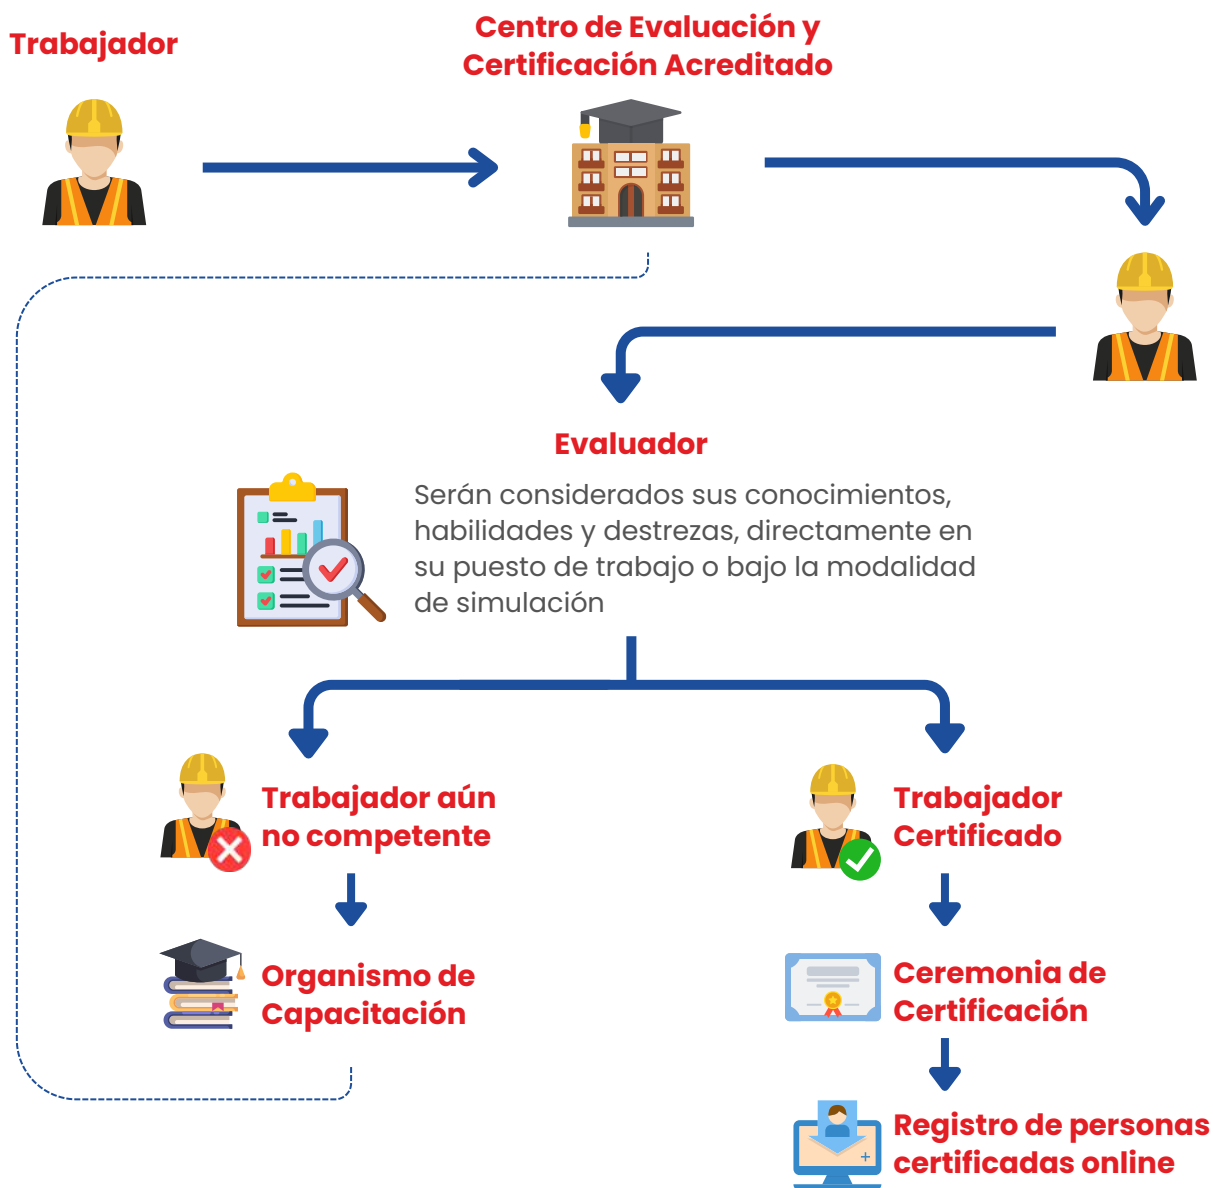 Trabajador
Centro de Evaluación y
Certificación Acreditado
Evaluador
Serán considerados sus conocimientos,
habilidades y destrezas, directamente en
su puesto de trabajo o bajo la modalidad
de simulación
Trabajador aún
no competente
Trabajador
Certificado
Organismo de
Capacitación
Ceremonia de
Certificación
Registro de personas
certificadas online